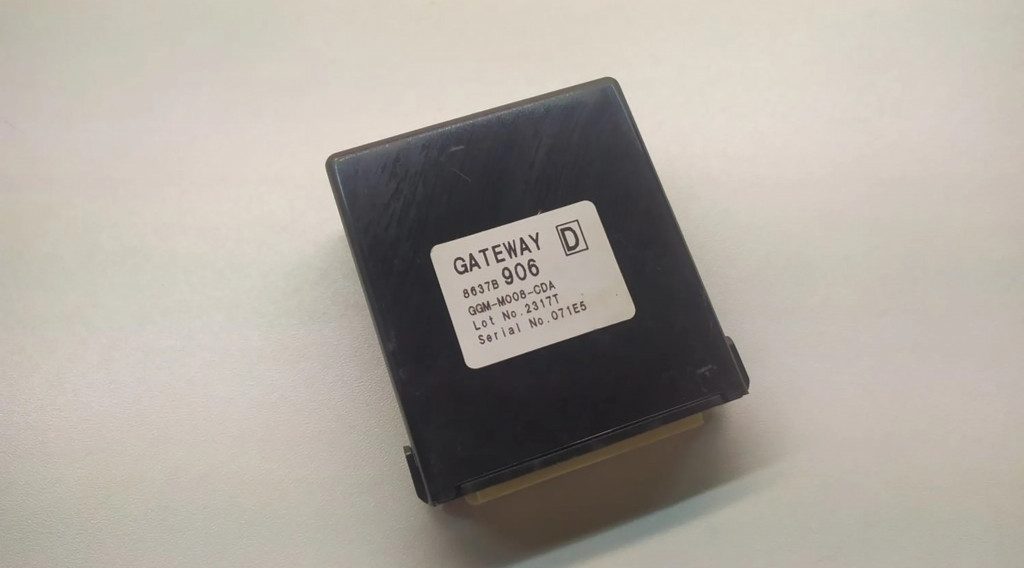 GATEWAY D
8637B 906
GGM-M008-CDA
Lot No.2317T
Serial No.071E5